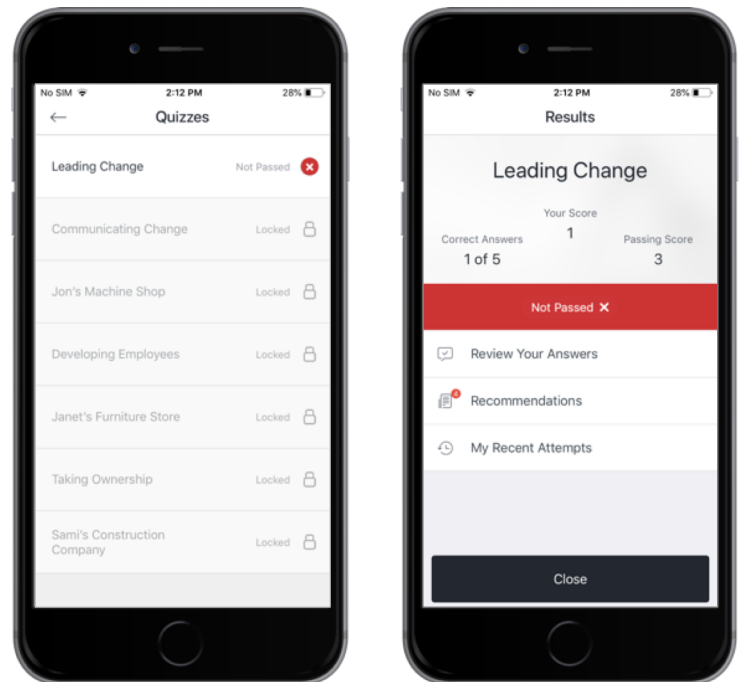 No SIM 2:12 PM 28%
Quizzes
Leading Change Not Passed
Communicating Change Locked
Jon's Machine Shop Locked
Developing Employees Locked
Janet's Furniture Store Locked
Taking Ownership Locked
Sami's Construction
Company Locked
No SIM 2:12 PM 28%
Results
Leading Change
Your Score
1
Correct Answers
1 of 5
Passing Score
3
Not Passed
Review Your Answers
4
Recommendations
My Recent Attempts
Close